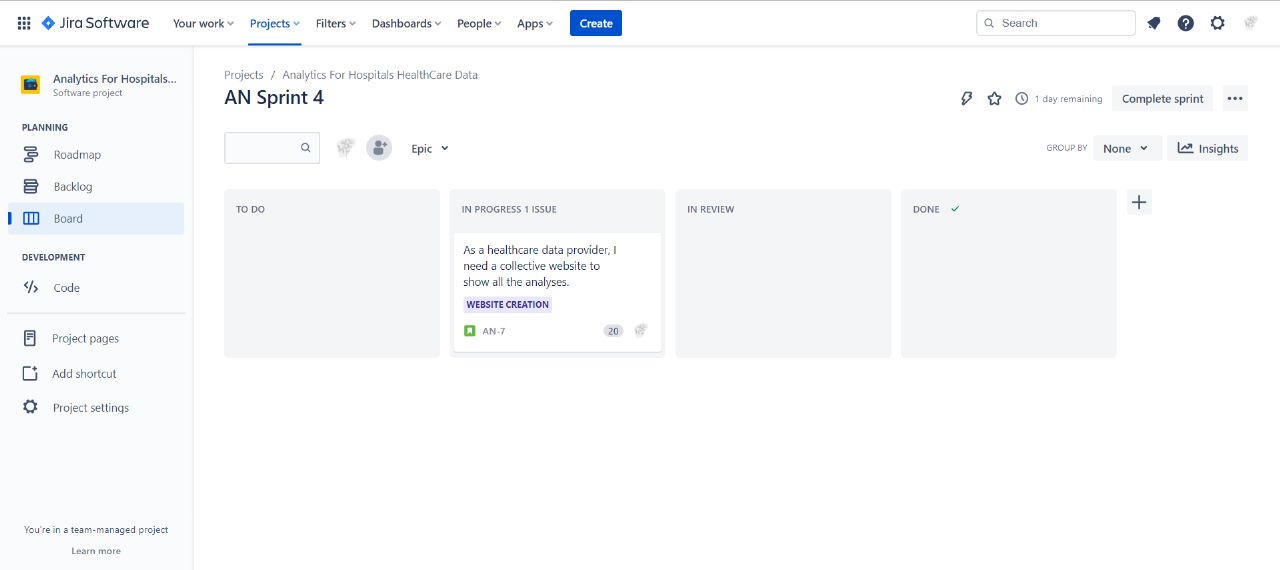 Jira Software
Your work
Projects
Filters
Dashboards
People
Apps
Create
Search
Analytics For Hospitals...
Software project
PLANNING
Roadmap
Backlog
Board
DEVELOPMENT
Code
Project pages
Add shortcut
Project settings
You're in a team-managed project
Learn more
Projects / Analytics For Hospitals HealthCare Data
AN Sprint 4
1 day remaining
Complete sprint
Epic
GROUP BY
None
Insights
TO DO
IN PROGRESS 1 ISSUE
As a healthcare data provider, I
need a collective website to
show all the analyses.
WEBSITE CREATION
AN-7
20
IN REVIEW
DONE